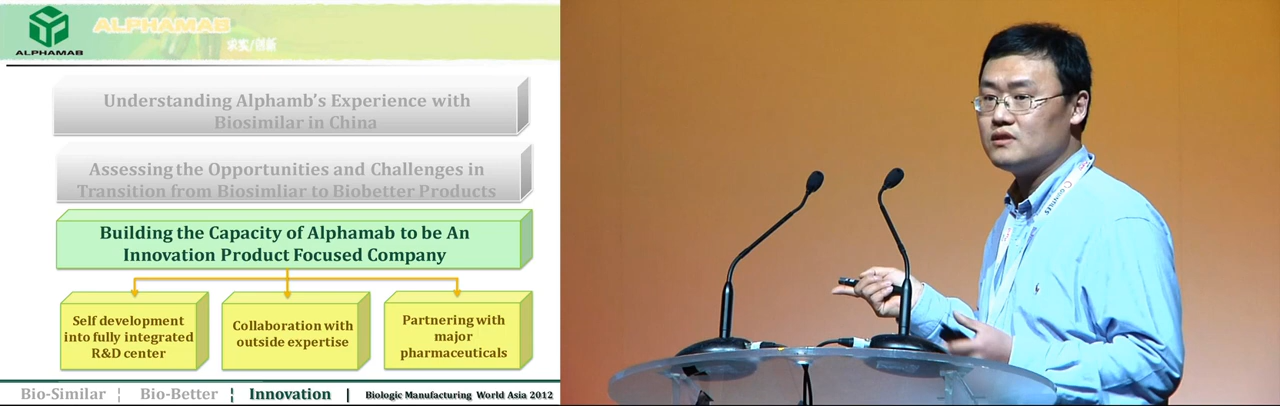 ALPHAMAB
ALPHAMAB
求实/创新
Understanding Alphamb's Experience with
Biosimilar in China
Assessing the Opportunities and Challenges in
Transition from Biosimliar to Biobetter Products
Building the Capacity of Alphamab to be An
Innovation Product Focused Company
Self development
into fully integrated
R&D center
Collaboration with
outside expertise
Partnering with
major
pharmaceuticals
Bio-Similar ¦ Bio-Better ¦ Innovation | Biologic Manufacturing World Asia 2012
QUINTILES